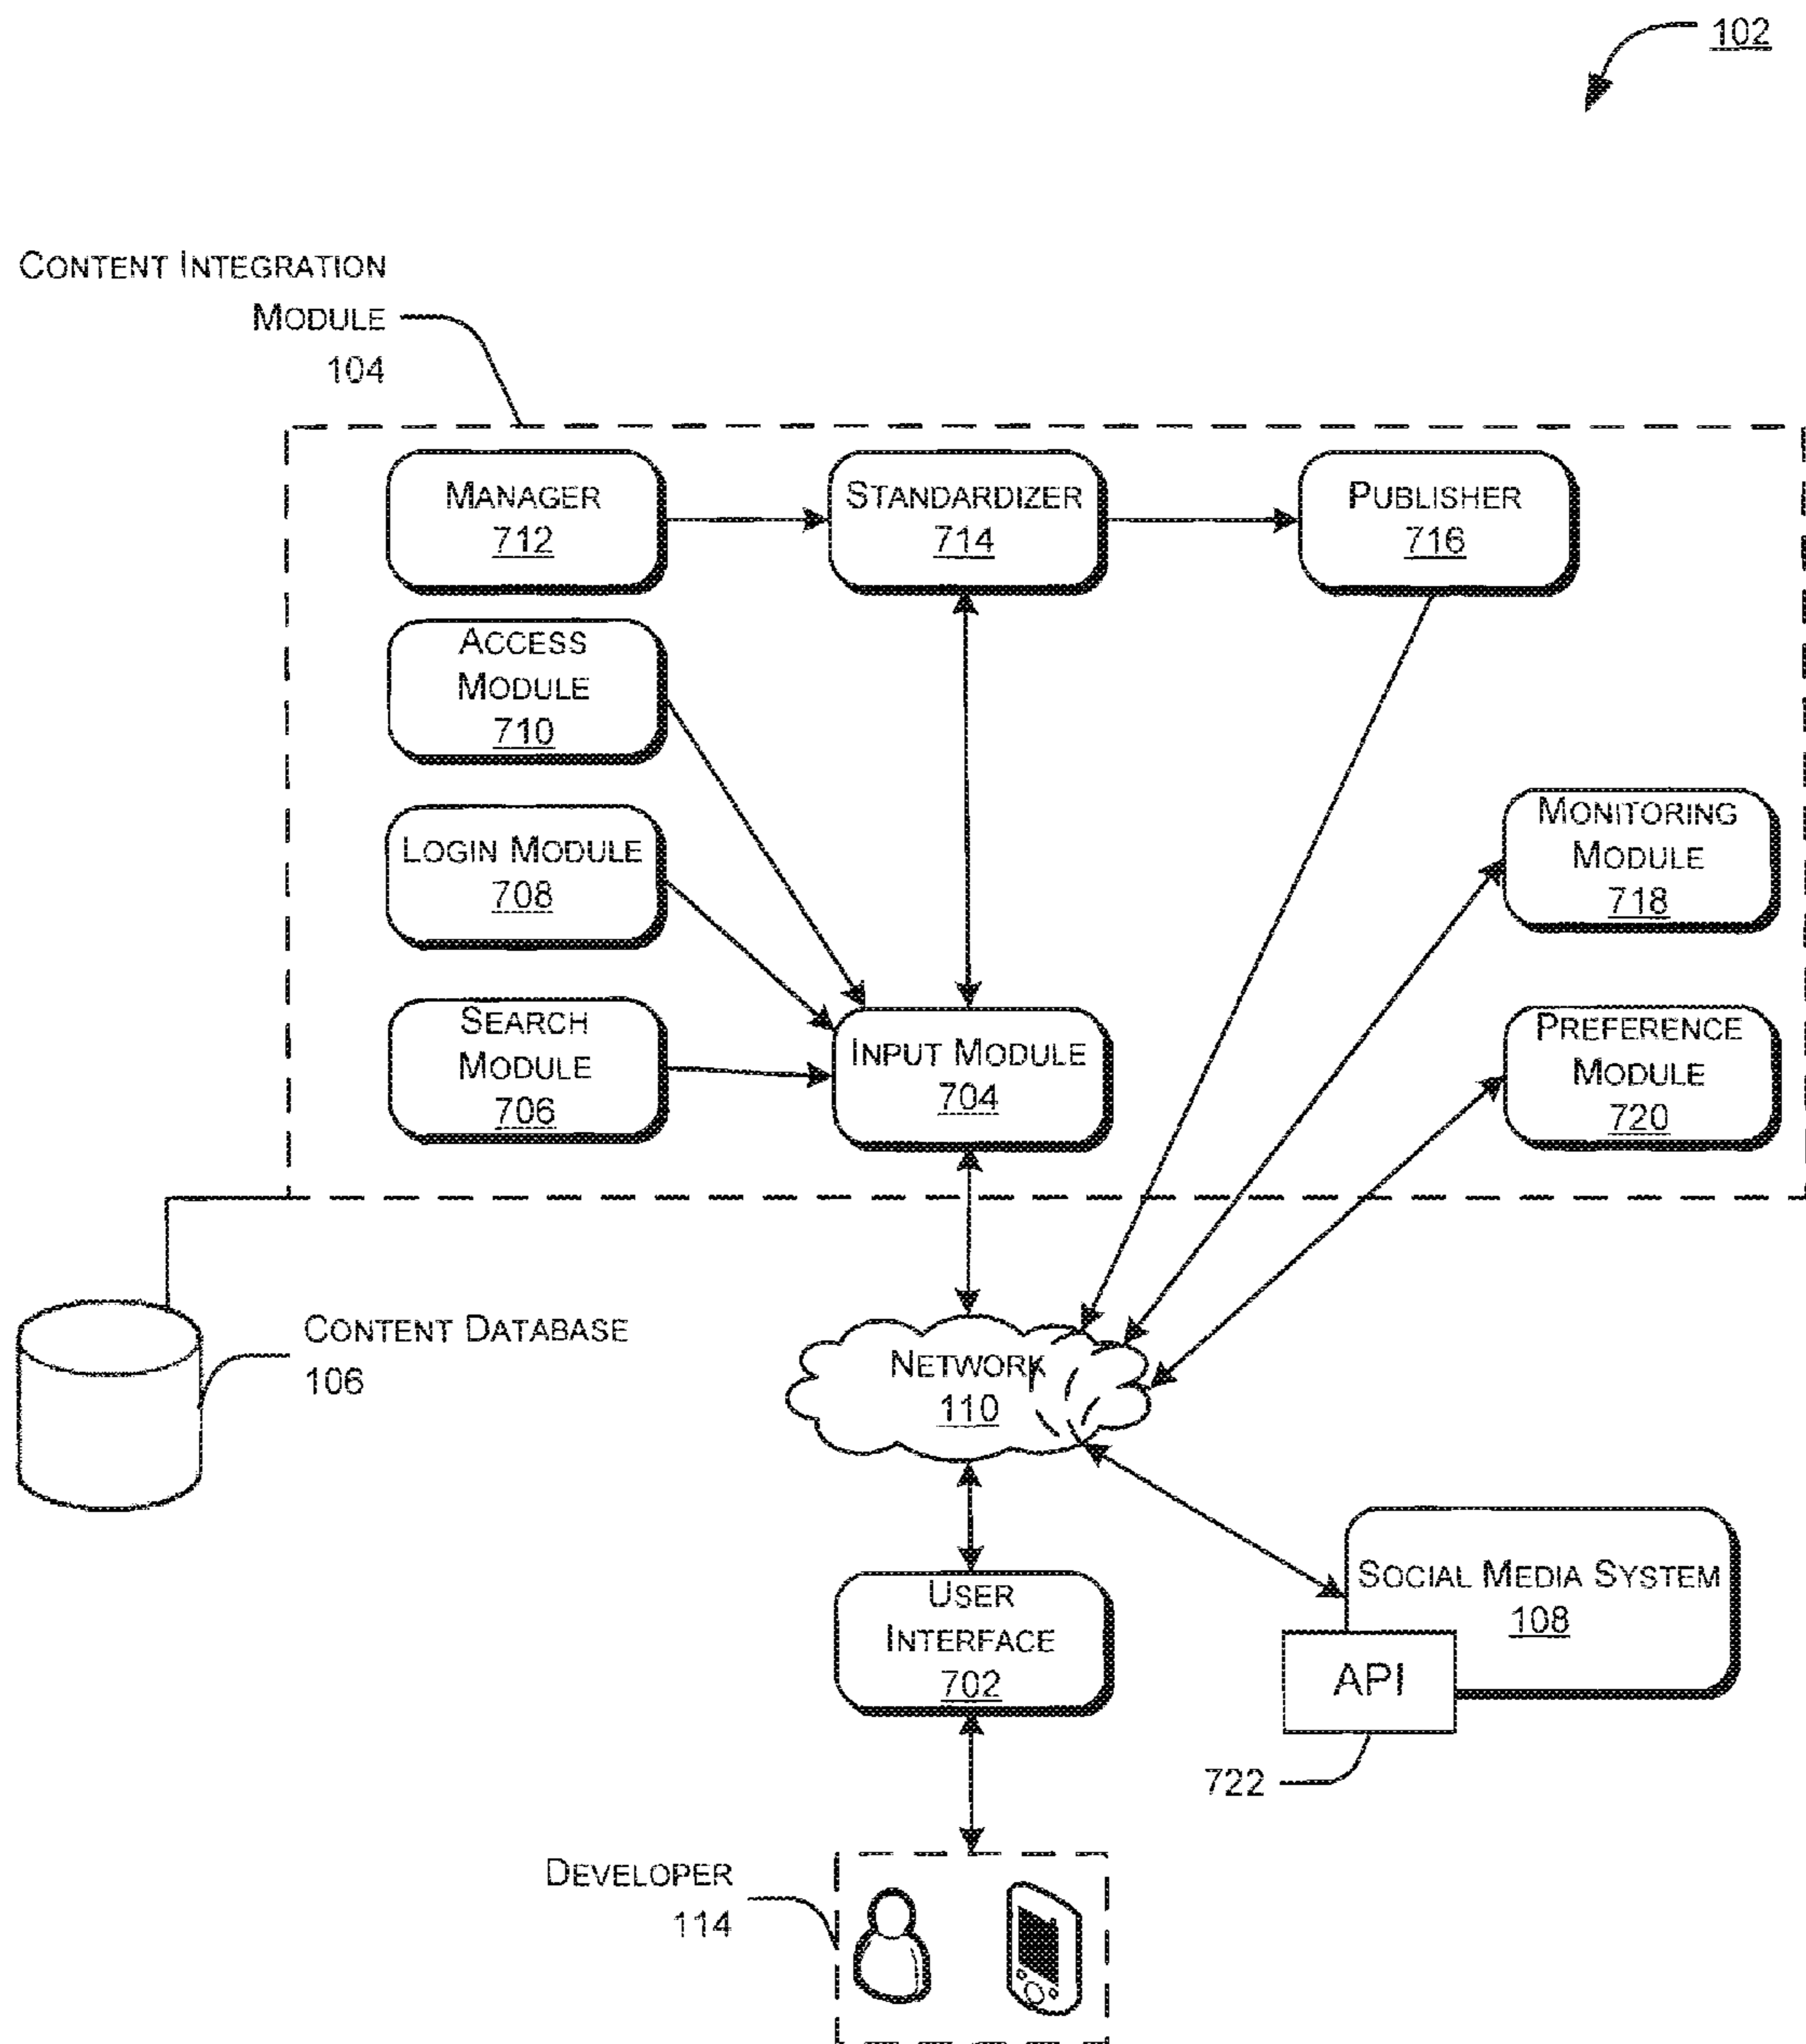 102
CONTENT INTEGRATION
MODULE
104
MANAGER
712
STANDARDIZER
714
PUBLISHER
716
ACCESS
MODULE
710
LOGIN MODULE
708
MONITORING
MODULE
718
SEARCH
MODULE
706
INPUT MODULE
704
PREFERENCE
MODULE
720
CONTENT DATABASE
106
NETWORK
110
USER
INTERFACE
702
SOCIAL MEDIA SYSTEM
108
API
722
DEVELOPER
114